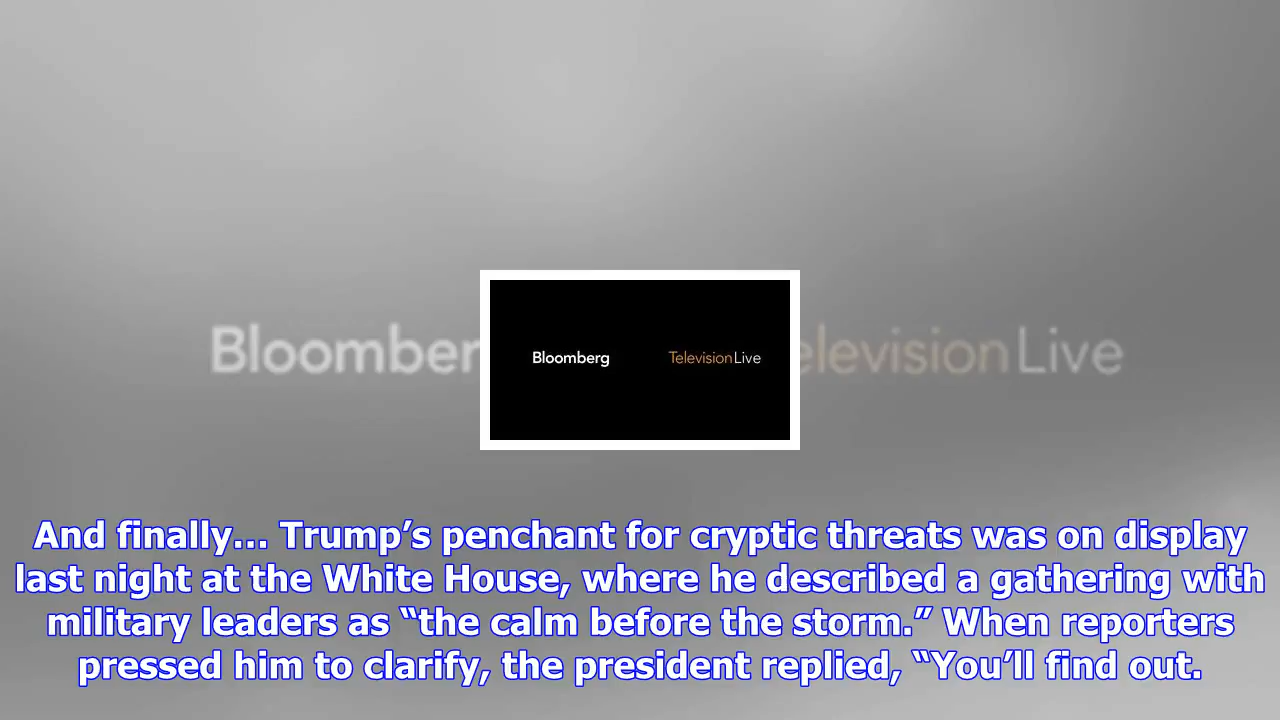 Bloomberg
Television Live
Bloomber
elevision Live
And finally... Trump’s penchant for cryptic threats was on display
last night at the White House, where he described a gathering with
military leaders as “the calm before the storm.” When reporters
pressed him to clarify, the president replied, “You’ll find out.